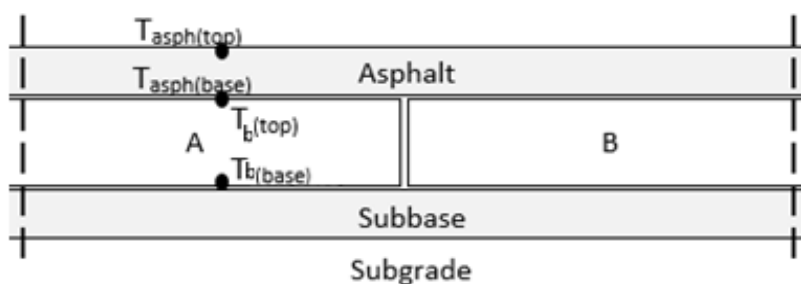 Tasph(top)
Asphalt
Tasph(base)
Tb(top)
A
B
Tb(base)
Subbase
Subgrade